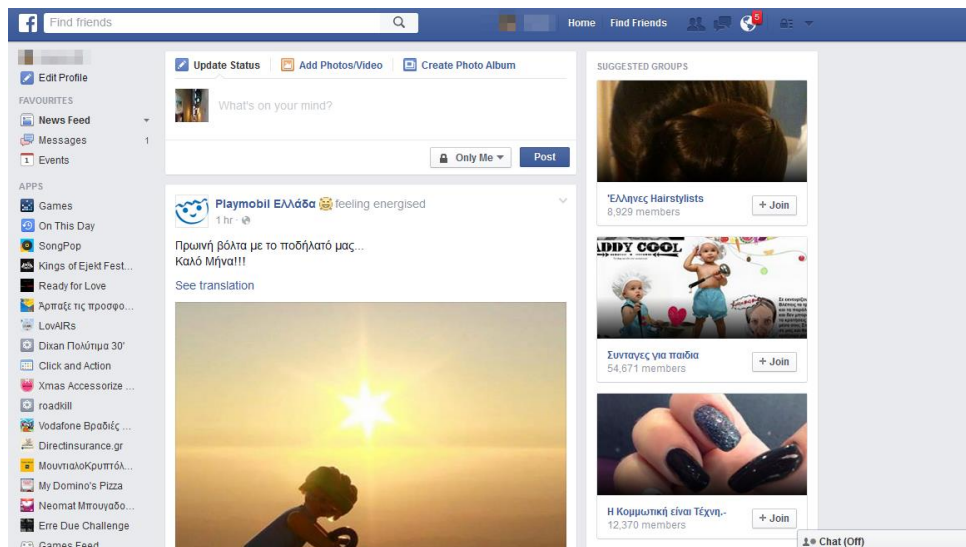 Find friends
Home Find Friends 5
Edit Profile
FAVOURITES
News Feed
Messages 1
1 Events
APPS
Games
On This Day
SongPop
Kings of Ejekt Fest...
Ready for Love
Άρπαξε τις προσφο...
LovAIRs
Dixan Πολύτιμα 30'
Click and Action
Xmas Accessorize ...
roadkill
Vodafone Βραδιές ...
Directinsurance.gr
ΜουντιαλοΚρυπτόλ...
My Domino's Pizza
Neomat Μπουγαδο...
Erre Due Challenge
Games Feed
Update Status Add Photos/Video Create Photo Album
What's on your mind?
Only Me Post
Playmobil Ελλάδα feeling energised
1 hr ·
Πρωινή βόλτα με το ποδήλατό μας...
Καλό Μήνα!!!
See translation
SUGGESTED GROUPS
'Ελληνες Hairstylists
8,929 members
+ Join
ADDY COOL
Συνταγες για παιδια
54,671 members
+ Join
Η Κομμωτική είναι Τέχνη.-
12,370 members
+ Join
Chat (Off)